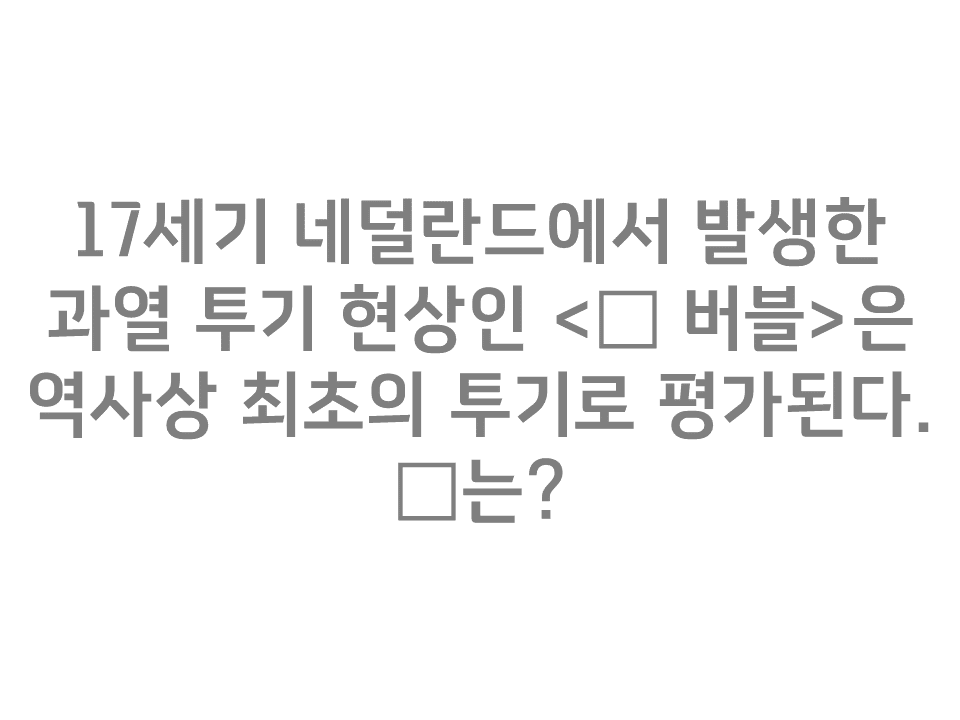 17세기 네덜란드에서 발생한
과열 투기 현상인 <□ 버블>은
역사상 최초의 투기로 평가된다.
□는?